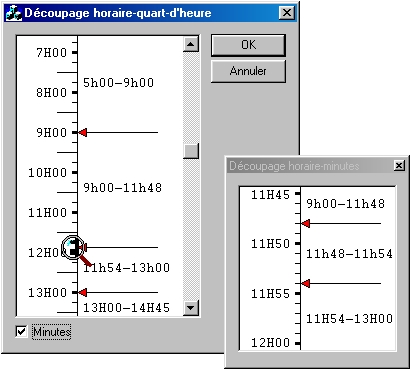 Découpage horaire-quart-d'heure
OK
Annuler
7H00
5h00-9h00
8H00
9H00
10H00
9h00-11h48
11H00
12H00
11h54-13h00
13H00
13H00-14H45
Minutes
Découpage horaire-minutes
11H45
9h00-11h48
11H50
11h48-11h54
11H55
11H54-13H00
12H00